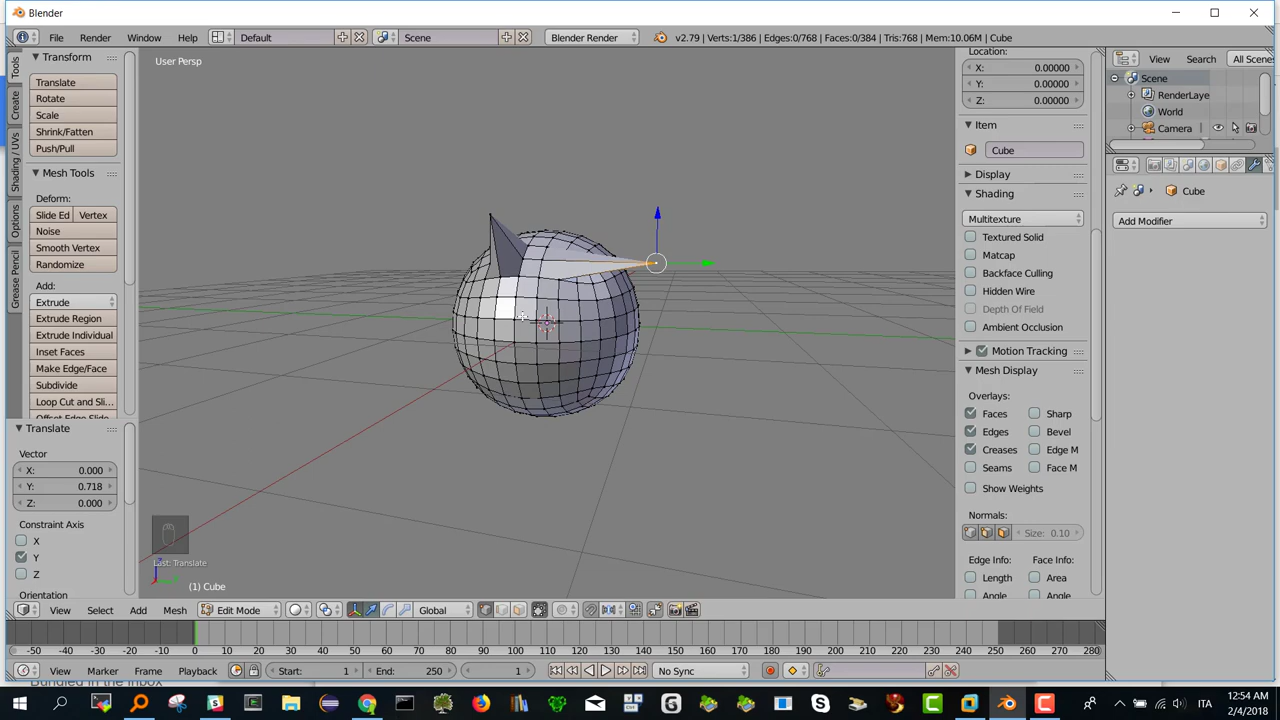 Blender
File Render Window Help Default Scene Blender Render v2.79 | Verts:1/386 | Edges:0/768 | Faces:0/384 | Tris:768 | Mem:10.06M | Cube
Tools
Create
Shading / UVs
Options
Grease Pencil
Transform
Translate
Rotate
Scale
Shrink/Fatten
Push/Pull
Mesh Tools
Deform:
Slide Ed Vertex
Noise
Smooth Vertex
Randomize
Add:
Extrude
Extrude Region
Extrude Individual
Inset Faces
Make Edge/Face
Subdivide
Loop Cut and Sli...
Offset Edge Slide
Translate
Vector
X: 0.000
Y: 0.718
Z: 0.000
Constraint Axis
X
Y
Z
Orientation
User Persp
Last: Translate
(1) Cube
Location:
X: 0.00000
Y: 0.00000
Z: 0.00000
Item
Cube
Display
Shading
Multitexture
Textured Solid
Matcap
Backface Culling
Hidden Wire
Depth Of Field
Ambient Occlusion
Motion Tracking
Mesh Display
Overlays:
Faces Sharp
Edges Bevel
Creases Edge M
Seams Face M
Show Weights
Normals:
Size: 0.10
Edge Info: Face Info:
Length Area
Angle Angle
View Search All Scenes
Scene
RenderLaye
World
Camera
Cube
Add Modifier
View Select Add Mesh Edit Mode Global
-50 -40 -30 -20 -10 0 10 20 30 40 50 60 70 80 90 100 110 120 130 140 150 160 170 180 190 200 210 220 230 240 250 260 270 280
View Marker Frame Playback Start: 1 End: 250 1 No Sync
Bundled in the Inbox
12:54 AM
ITA
2/4/2018